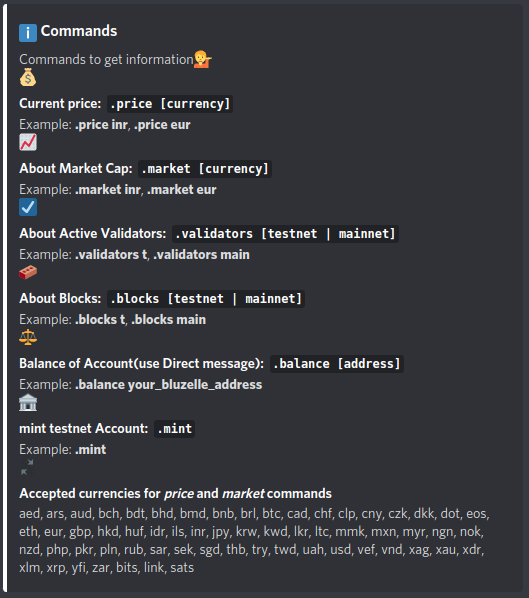 ℹ️ Commands
Commands to get information💁
💰
Current price: .price [currency]
Example: .price inr, .price eur
📈
About Market Cap: .market [currency]
Example: .market inr, .market eur
☑️
About Active Validators: .validators [testnet | mainnet]
Example: .validators t, .validators main
🧱
About Blocks: .blocks [testnet | mainnet]
Example: .blocks t, .blocks main
⚖️
Balance of Account(use Direct message): .balance [address]
Example: .balance your_bluzelle_address
🏛️
mint testnet Account: .mint
Example: .mint
Accepted currencies for price and market commands
aed, ars, aud, bch, bdt, bhd, bmd, bnb, brl, btc, cad, chf, clp, cny, czk, dkk, dot, eos,
eth, eur, gbp, hkd, huf, idr, ils, inr, jpy, krw, kwd, lkr, ltc, mmk, mxn, myr, ngn, nok,
nzd, php, pkr, pln, rub, sar, sek, sgd, thb, try, twd, uah, usd, vef, vnd, xag, xau, xdr,
xlm, xrp, yfi, zar, bits, link, sats